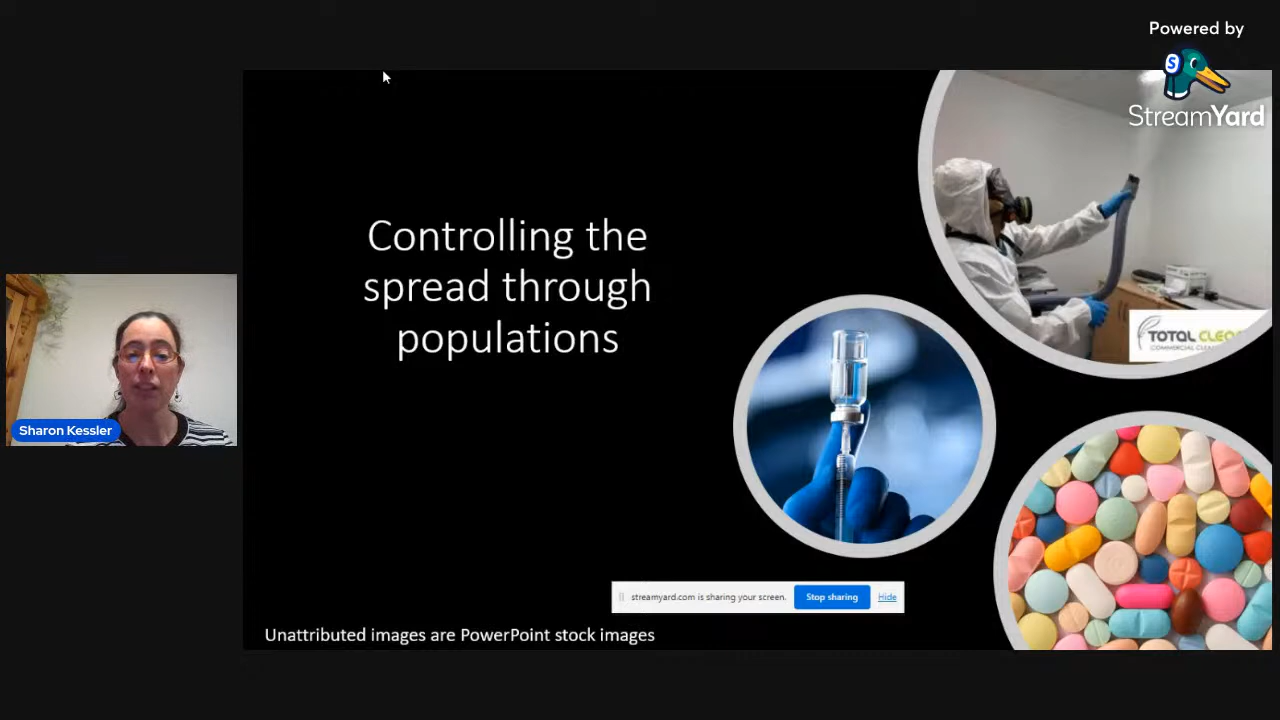 Powered by
S
StreamYard
Controlling the
spread through
populations
TOTAL CLEA
Sharon Kessler
streamyard.com is sharing your screen.
Stop sharing
Hide
Unattributed images are PowerPoint stock images